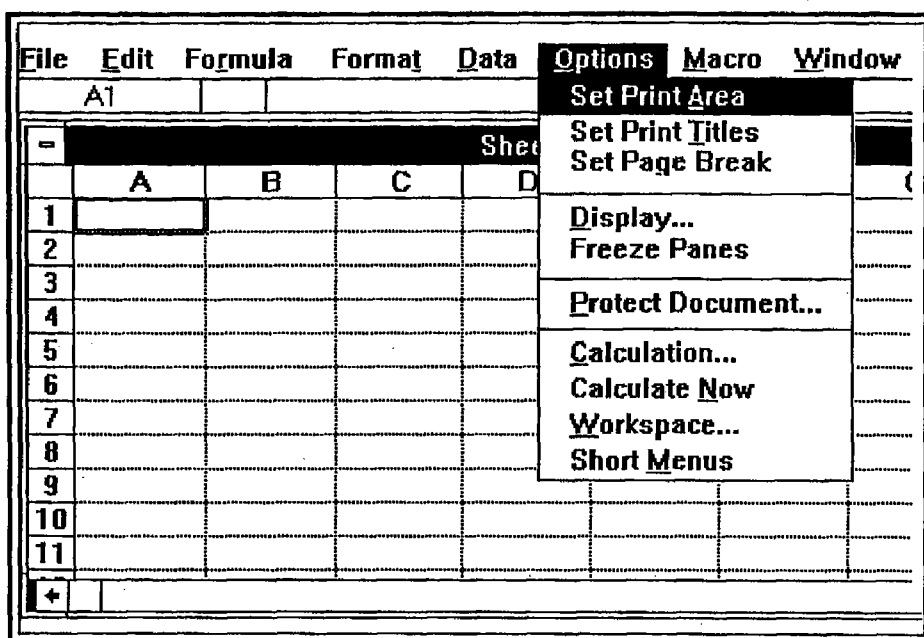 File Edit Formula Format Data Options Macro Window
A1
Set Print Area
Set Print Titles
Set Page Break
Display...
Freeze Panes
Protect Document...
Calculation...
Calculate Now
Workspace...
Short Menus
A B C D
1
2
3
4
5
6
7
8
9
10
11